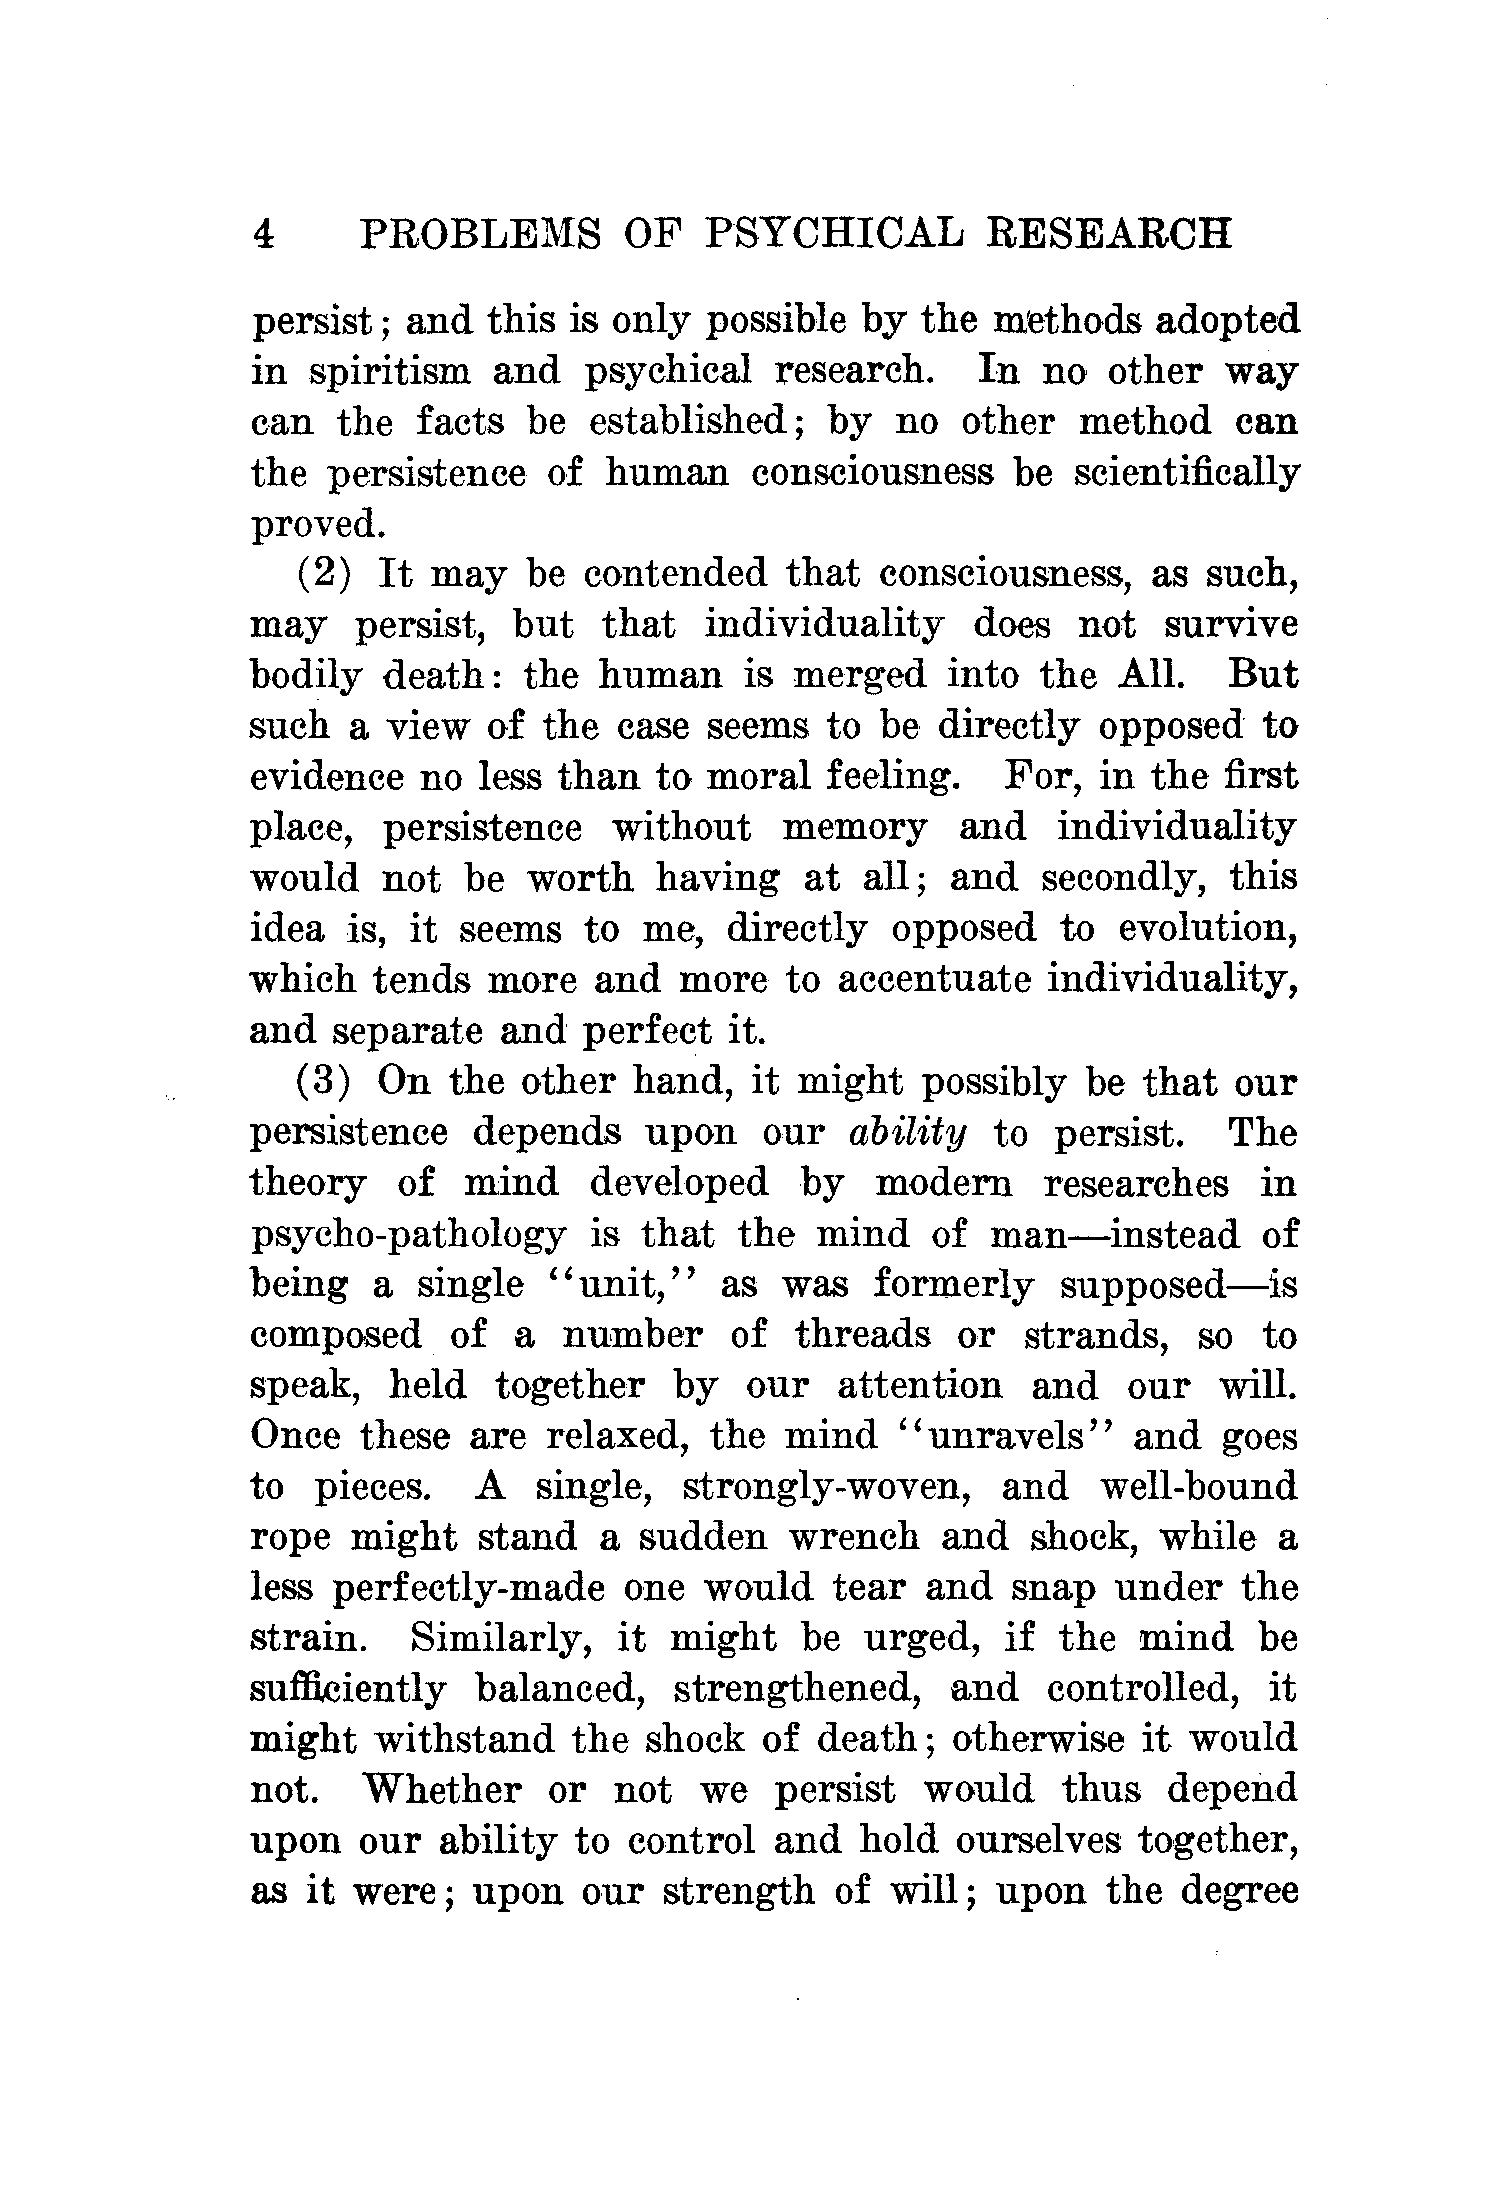 4 PROBLEMS OF PSYCHICAL RESEARCH
persist; and this is only possible by the methods adopted
in spiritism and psychical research. In no other way
can the facts be established; by no other method can
the persistence of human consciousness be scientifically
proved.
(2) It may be contended that consciousness, as such,
may persist, but that individuality does not survive
bodily death: the human is merged into the All. But
such a view of the case seems to be directly opposed to
evidence no less than to moral feeling. For, in the first
place, persistence without memory and individuality
would not be worth having at all; and secondly, this
idea is, it seems to me, directly opposed to evolution,
which tends more and more to accentuate individuality,
and separate and perfect it.
(3) On the other hand, it might possibly be that our
persistence depends upon our ability to persist. The
theory of mind developed by modern researches in
psycho-pathology is that the mind of man—instead of
being a single "unit," as was formerly supposed—is
composed of a number of threads or strands, so to
speak, held together by our attention and our will.
Once these are relaxed, the mind "unravels" and goes
to pieces. A single, strongly-woven, and well-bound
rope might stand a sudden wrench and shock, while a
less perfectly-made one would tear and snap under the
strain. Similarly, it might be urged, if the mind be
sufficiently balanced, strengthened, and controlled, it
might withstand the shock of death; otherwise it would
not. Whether or not we persist would thus depend
upon our ability to control and hold ourselves together,
as it were; upon our strength of will; upon the degree